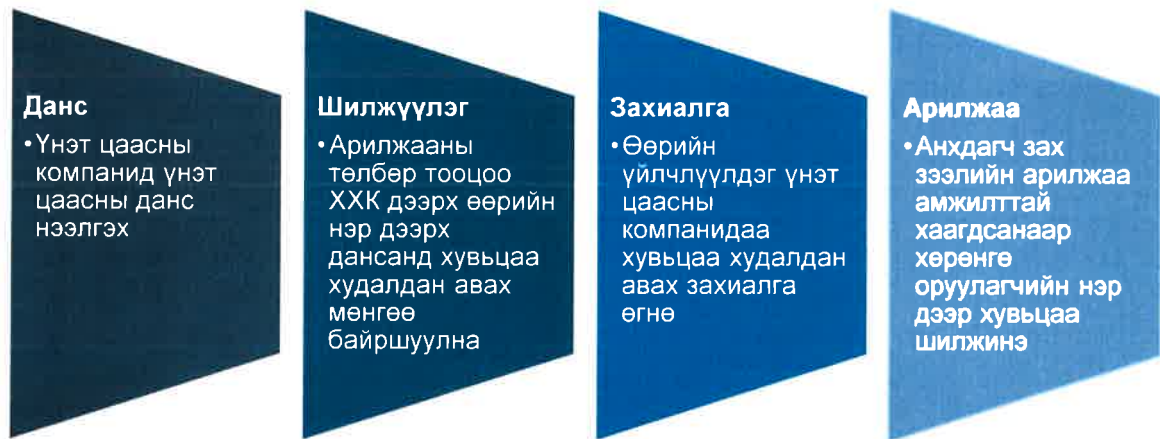 Данс
•Үнэт цаасны
компанид үнэт
цаасны данс
нээлгэх
Шилжүүлэг
•Арилжааны
төлбөр тооцоо
ХХК дээрх өөрийн
нэр дээрх
дансанд хувьцаа
худалдан авах
мөнгөө
байршуулна
Захиалга
•Өөрийн
үйлчлүүлдэг үнэт
цаасны
компанидаа
хувьцаа худалдан
авах захиалга
өгнө
Арилжаа
•Анхдагч зах
зээлийн арилжаа
амжилттай
хаагдсанаар
хөрөнгө
оруулагчийн нэр
дээр хувьцаа
шилжинэ